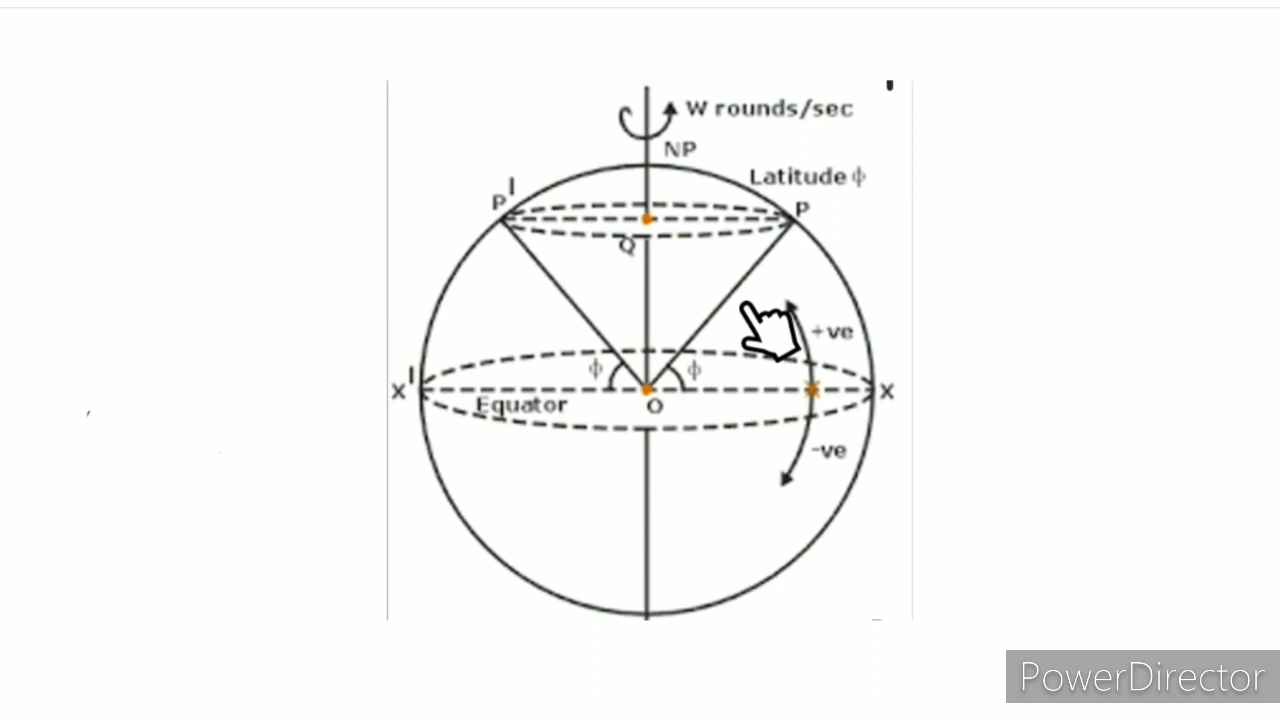 W rounds/sec
NP
Latitude ϕ
P'
P
Q
+ve
ϕ
ϕ
X'
Equator
O
X
-ve
PowerDirector